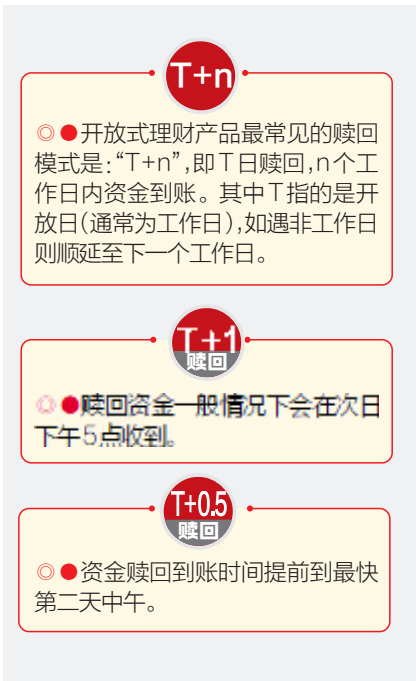 T+n
◎●开放式理财产品最常见的赎回
模式是:“T+n”,即T日赎回,n个工
作日内资金到账。其中T指的是开
放日(通常为工作日),如遇非工作日
则顺延至下一个工作日。
T+1
赎回
◎●赎回资金一般情况下会在次日
下午5点收到。
T+0.5
赎回
◎●资金赎回到账时间提前到最快
第二天中午。